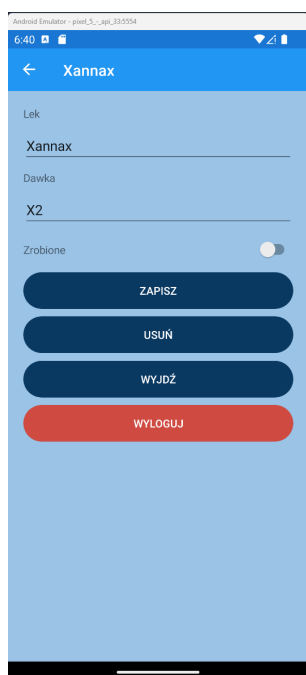 Android Emulator - pixel_5_-_api_33:5554
6:40
Xannax
Lek
Xannax
Dawka
X2
Zrobione
ZAPISZ
USUŃ
WYJDŹ
WYLOGUJ